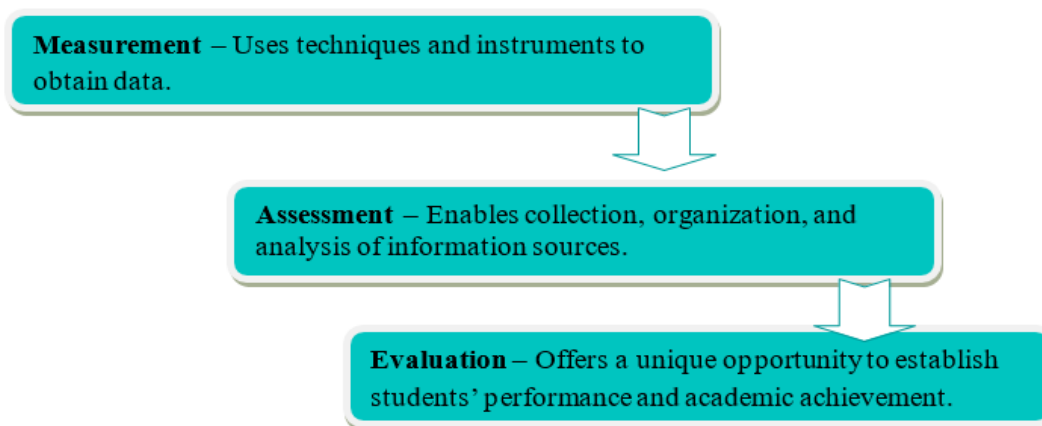 Measurement – Uses techniques and instruments to
obtain data.
Assessment – Enables collection, organization, and
analysis of information sources.
Evaluation – Offers a unique opportunity to establish
students’ performance and academic achievement.